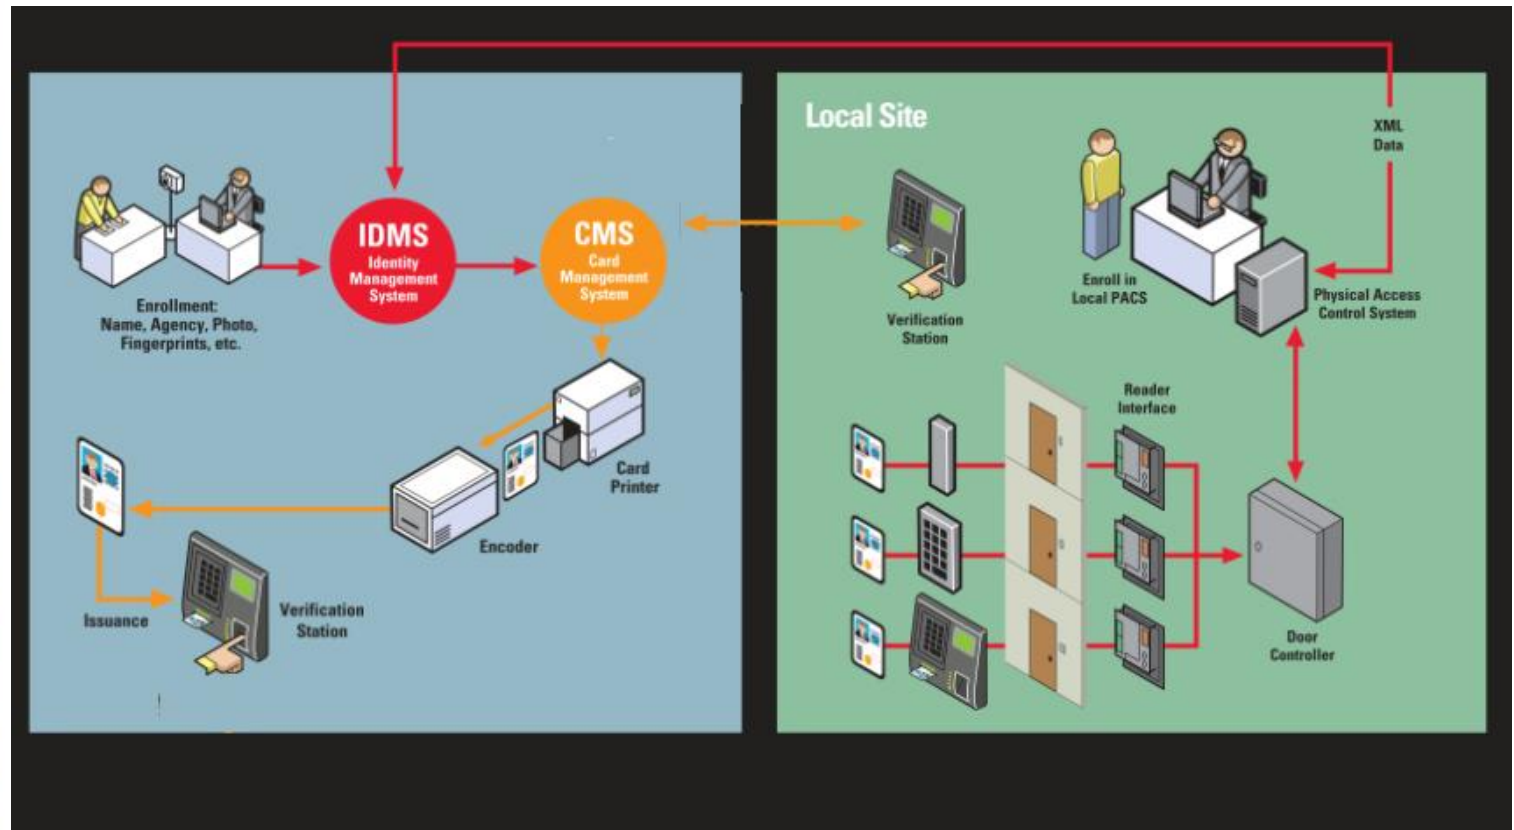 Local Site
XML
Data
IDMS
Identity
Management
System
CMS
Card
Management
System
Enrollment:
Name, Agency, Photo,
Fingerprints, etc.
Verification
Station
Enroll in
Local PACS
Physical Access
Control System
Reader
Interface
Card
Printer
Encoder
Issuance
Verification
Station
Door
Controller